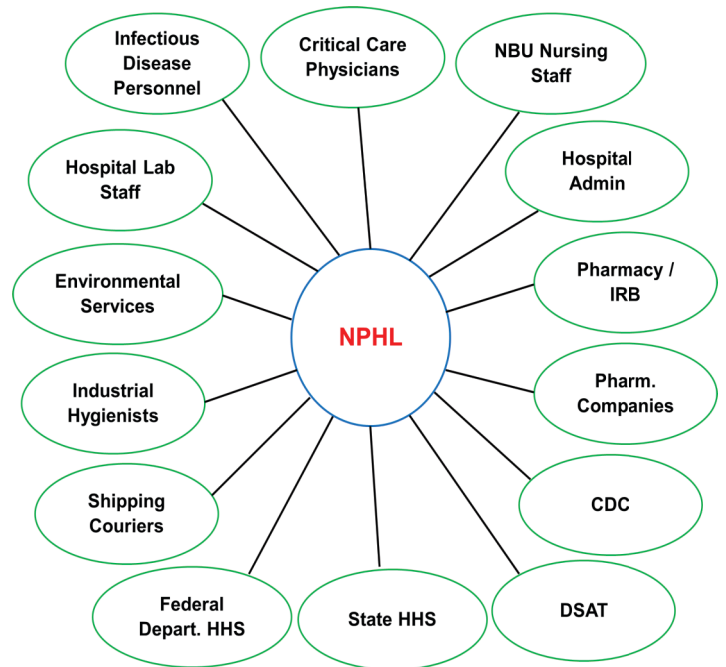 Infectious
Disease
Personnel
Critical Care
Physicians
NBU Nursing
Staff
Hospital Lab
Staff
Hospital
Admin
Environmental
Services
Pharmacy /
IRB
NPHL
Industrial
Hygienists
Pharm.
Companies
Shipping
Couriers
CDC
Federal
Depart. HHS
State HHS
DSAT